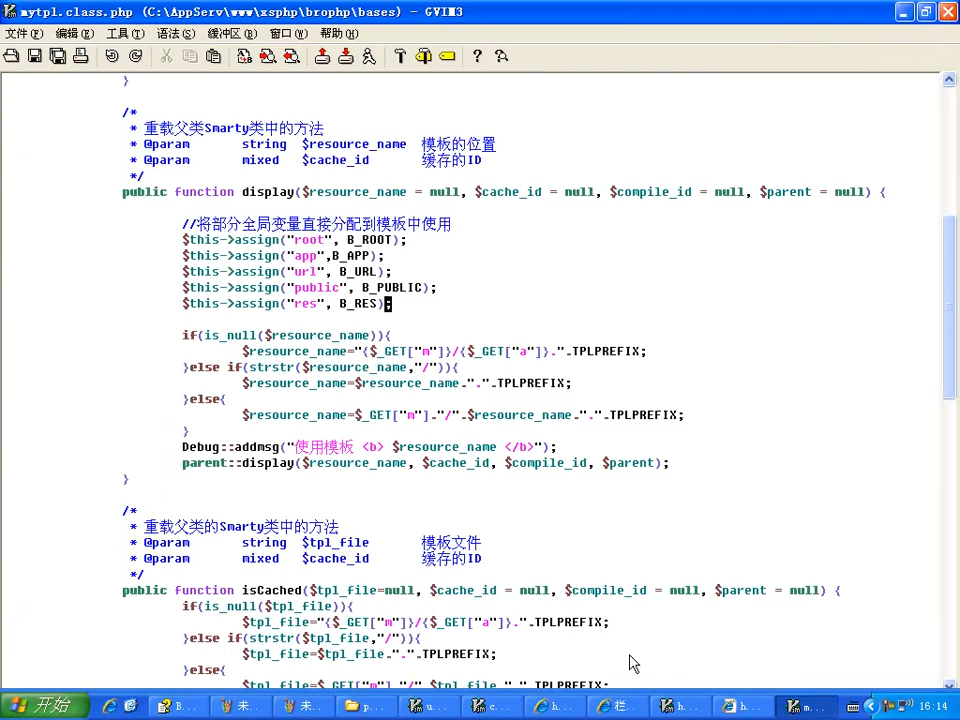 mytpl.class.php (C:\AppServ\www\xsphp\brophp\bases) - GVIM3
文件(F) 编辑(E) 工具(T) 语法(S) 缓冲区(B) 窗口(W) 帮助(H)
}
/*
* 重载父类Smarty类中的方法
* @param string $resource_name 模板的位置
* @param mixed $cache_id 缓存的ID
*/
public function display($resource_name = null, $cache_id = null, $compile_id = null, $parent = null) {
//将部分全局变量直接分配到模板中使用
$this->assign("root", B_ROOT);
$this->assign("app",B_APP);
$this->assign("url", B_URL);
$this->assign("public", B_PUBLIC);
$this->assign("res", B_RES);
if(is_null($resource_name)){
$resource_name="{$_GET["m"]}/{$_GET["a"]}.".TPLPREFIX;
}else if(strstr($resource_name,"/")){
$resource_name=$resource_name.".".TPLPREFIX;
}else{
$resource_name=$_GET["m"]."/".$resource_name.".".TPLPREFIX;
}
Debug::addmsg("使用模板 <b> $resource_name </b>");
parent::display($resource_name, $cache_id, $compile_id, $parent);
}
/*
* 重载父类的Smarty类中的方法
* @param string $tpl_file 模板文件
* @param mixed $cache_id 缓存的ID
*/
public function isCached($tpl_file=null, $cache_id = null, $compile_id = null, $parent = null) {
if(is_null($tpl_file)){
$tpl_file="{$_GET["m"]}/{$_GET["a"]}.".TPLPREFIX;
}else if(strstr($tpl_file,"/")){
$tpl_file=$tpl_file.".".TPLPREFIX;
}else{
$tpl_file=$_GET["m"]."/".$tpl_file.".".TPLPREFIX;
开始 B... 未... 未... p... u... c... h... 栏... h... h... m... 16:14